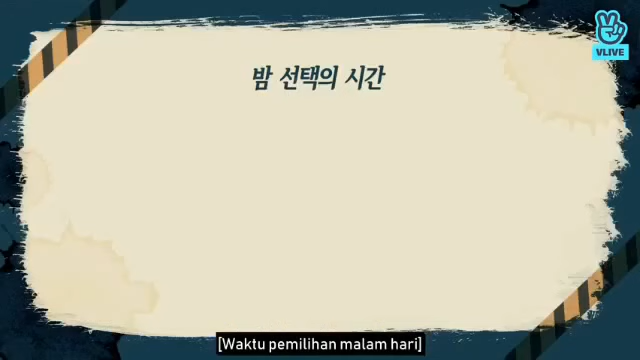 VLIVE
밤 선택의 시간
[Waktu pemilihan malam hari]